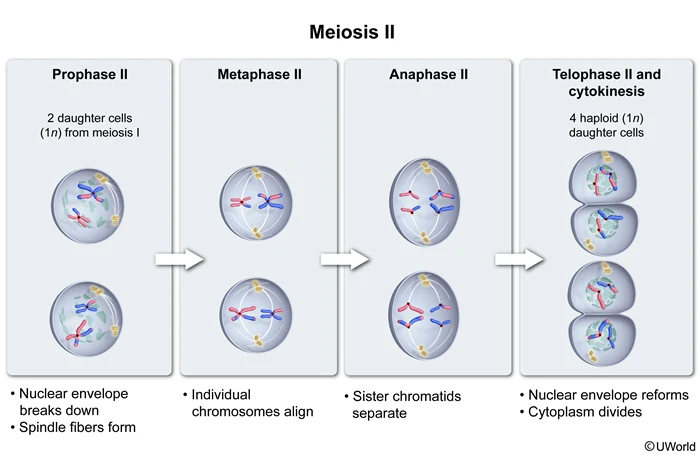 Meiosis II
Prophase II
2 daughter cells
(1n) from meiosis I
Metaphase II
Anaphase II
Telophase II and
cytokinesis
4 haploid (1n)
daughter cells
• Nuclear envelope
breaks down
• Spindle fibers form
• Individual
chromosomes align
• Sister chromatids
separate
• Nuclear envelope reforms
• Cytoplasm divides
©UWorld